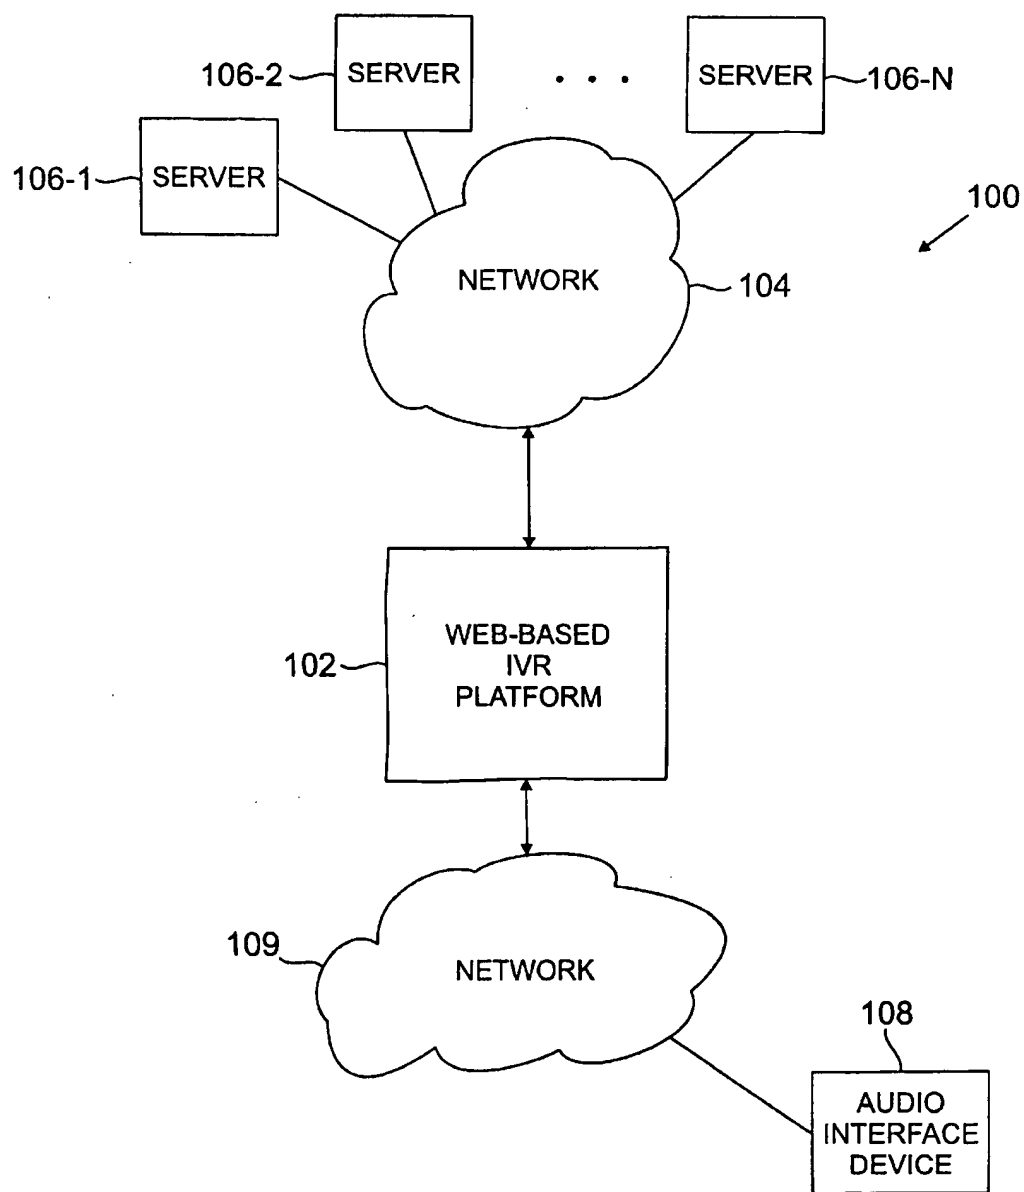 106-2
SERVER
. . .
SERVER
106-N
106-1
SERVER
100
NETWORK
104
102
WEB-BASED
IVR
PLATFORM
109
NETWORK
108
AUDIO
INTERFACE
DEVICE